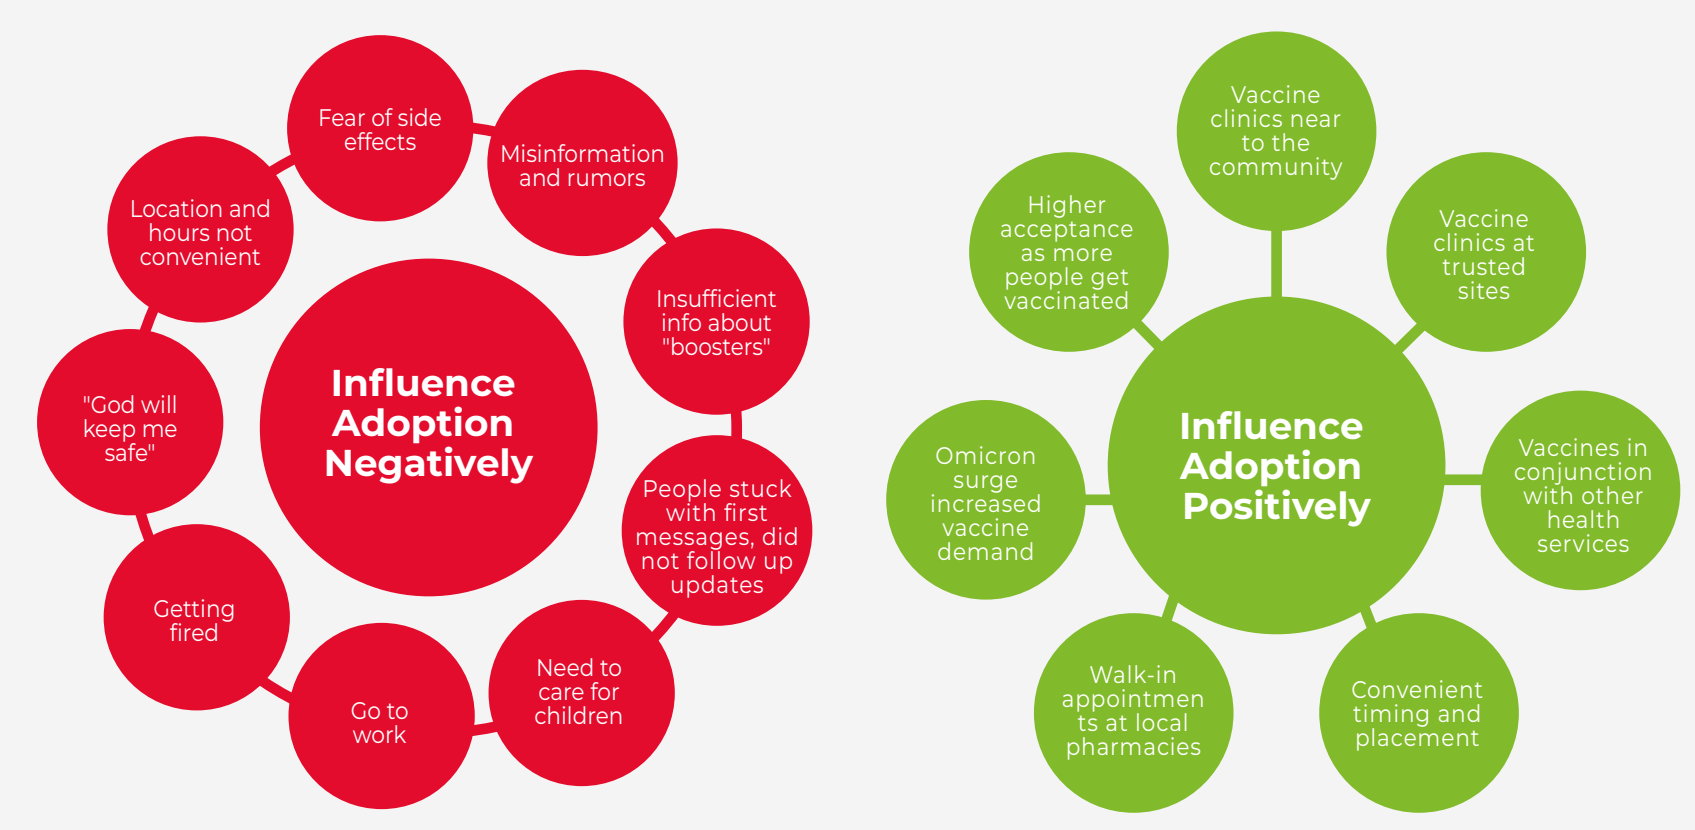 Influence
Adoption
Negatively
Fear of side
effects
Misinformation
and rumors
Insufficient
info about
"boosters"
People stuck
with first
messages, did
not follow up
updates
Need to
care for
children
Go to
work
Getting
fired
"God will
keep me
safe"
Location and
hours not
convenient
Influence
Adoption
Positively
Vaccine
clinics near
to the
community
Vaccine
clinics at
trusted
sites
Vaccines in
conjunction
with other
health
services
Convenient
timing and
placement
Walk-in
appointmen
ts at local
pharmacies
Omicron
surge
increased
vaccine
demand
Higher
acceptance
as more
people get
vaccinated